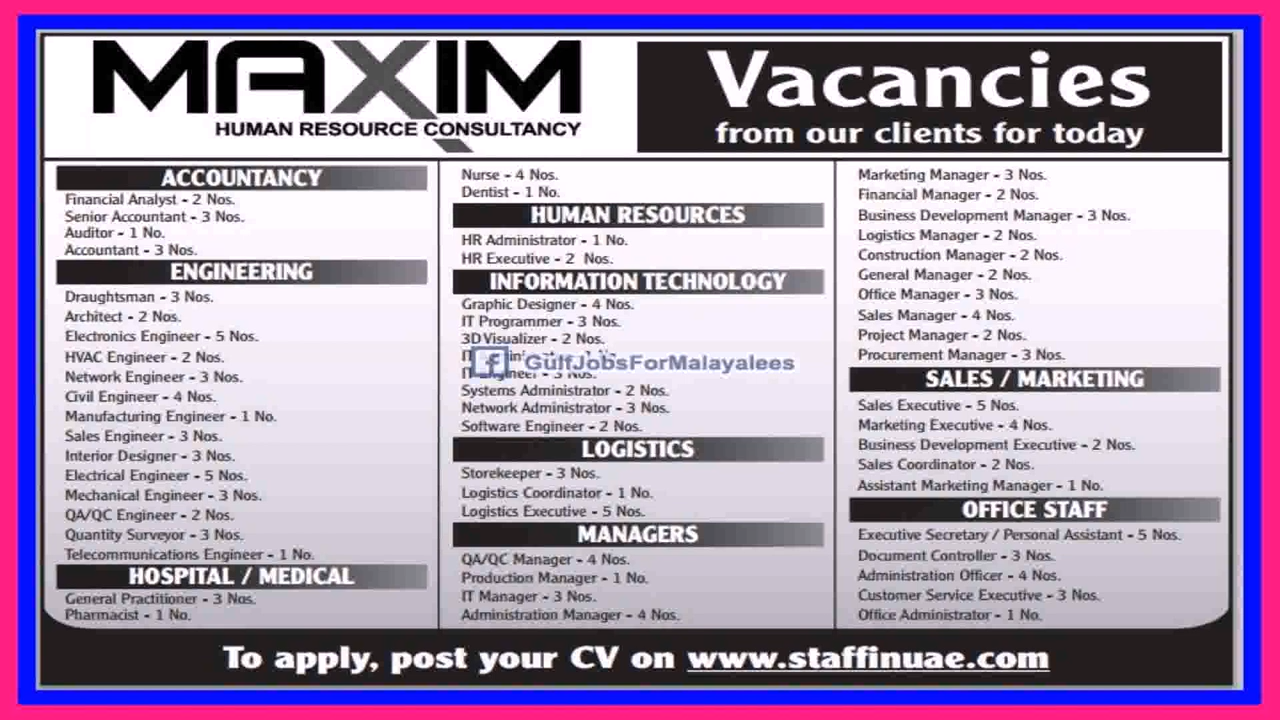 MAXIM
HUMAN RESOURCE CONSULTANCY
Vacancies
from our clients for today
ACCOUNTANCY
Financial Analyst - 2 Nos.
Senior Accountant - 3 Nos.
Auditor - 1 No.
Accountant - 3 Nos.
ENGINEERING
Draughtsman - 3 Nos.
Architect - 2 Nos.
Electronics Engineer - 5 Nos.
HVAC Engineer - 2 Nos.
Network Engineer - 3 Nos.
Civil Engineer - 4 Nos.
Manufacturing Engineer - 1 No.
Sales Engineer - 3 Nos.
Interior Designer - 3 Nos.
Electrical Engineer - 5 Nos.
Mechanical Engineer - 3 Nos.
QA/QC Engineer - 2 Nos.
Quantity Surveyor - 3 Nos.
Telecommunications Engineer - 1 No.
HOSPITAL / MEDICAL
General Practitioner - 3 Nos.
Pharmacist - 1 No.
Nurse - 4 Nos.
Dentist - 1 No.
HUMAN RESOURCES
HR Administrator - 1 No.
HR Executive - 2 Nos.
INFORMATION TECHNOLOGY
Graphic Designer - 4 Nos.
IT Programmer - 3 Nos.
3D Visualizer - 2 Nos.
f GulfJobsForMalayalees
IT Engineer - 3 Nos.
Systems Administrator - 2 Nos.
Network Administrator - 3 Nos.
Software Engineer - 2 Nos.
LOGISTICS
Storekeeper - 3 Nos.
Logistics Coordinator - 1 No.
Logistics Executive - 5 Nos.
MANAGERS
QA/QC Manager - 4 Nos.
Production Manager - 1 No.
IT Manager - 3 Nos.
Administration Manager - 4 Nos.
Marketing Manager - 3 Nos.
Financial Manager - 2 Nos.
Business Development Manager - 3 Nos.
Logistics Manager - 2 Nos.
Construction Manager - 2 Nos.
General Manager - 2 Nos.
Office Manager - 3 Nos.
Sales Manager - 4 Nos.
Project Manager - 2 Nos.
Procurement Manager - 3 Nos.
SALES / MARKETING
Sales Executive - 5 Nos.
Marketing Executive - 4 Nos.
Business Development Executive - 2 Nos.
Sales Coordinator - 2 Nos.
Assistant Marketing Manager - 1 No.
OFFICE STAFF
Executive Secretary / Personal Assistant - 5 Nos.
Document Controller - 3 Nos.
Administration Officer - 4 Nos.
Customer Service Executive - 3 Nos.
Office Administrator - 1 No.
To apply, post your CV on www.staffinuae.com